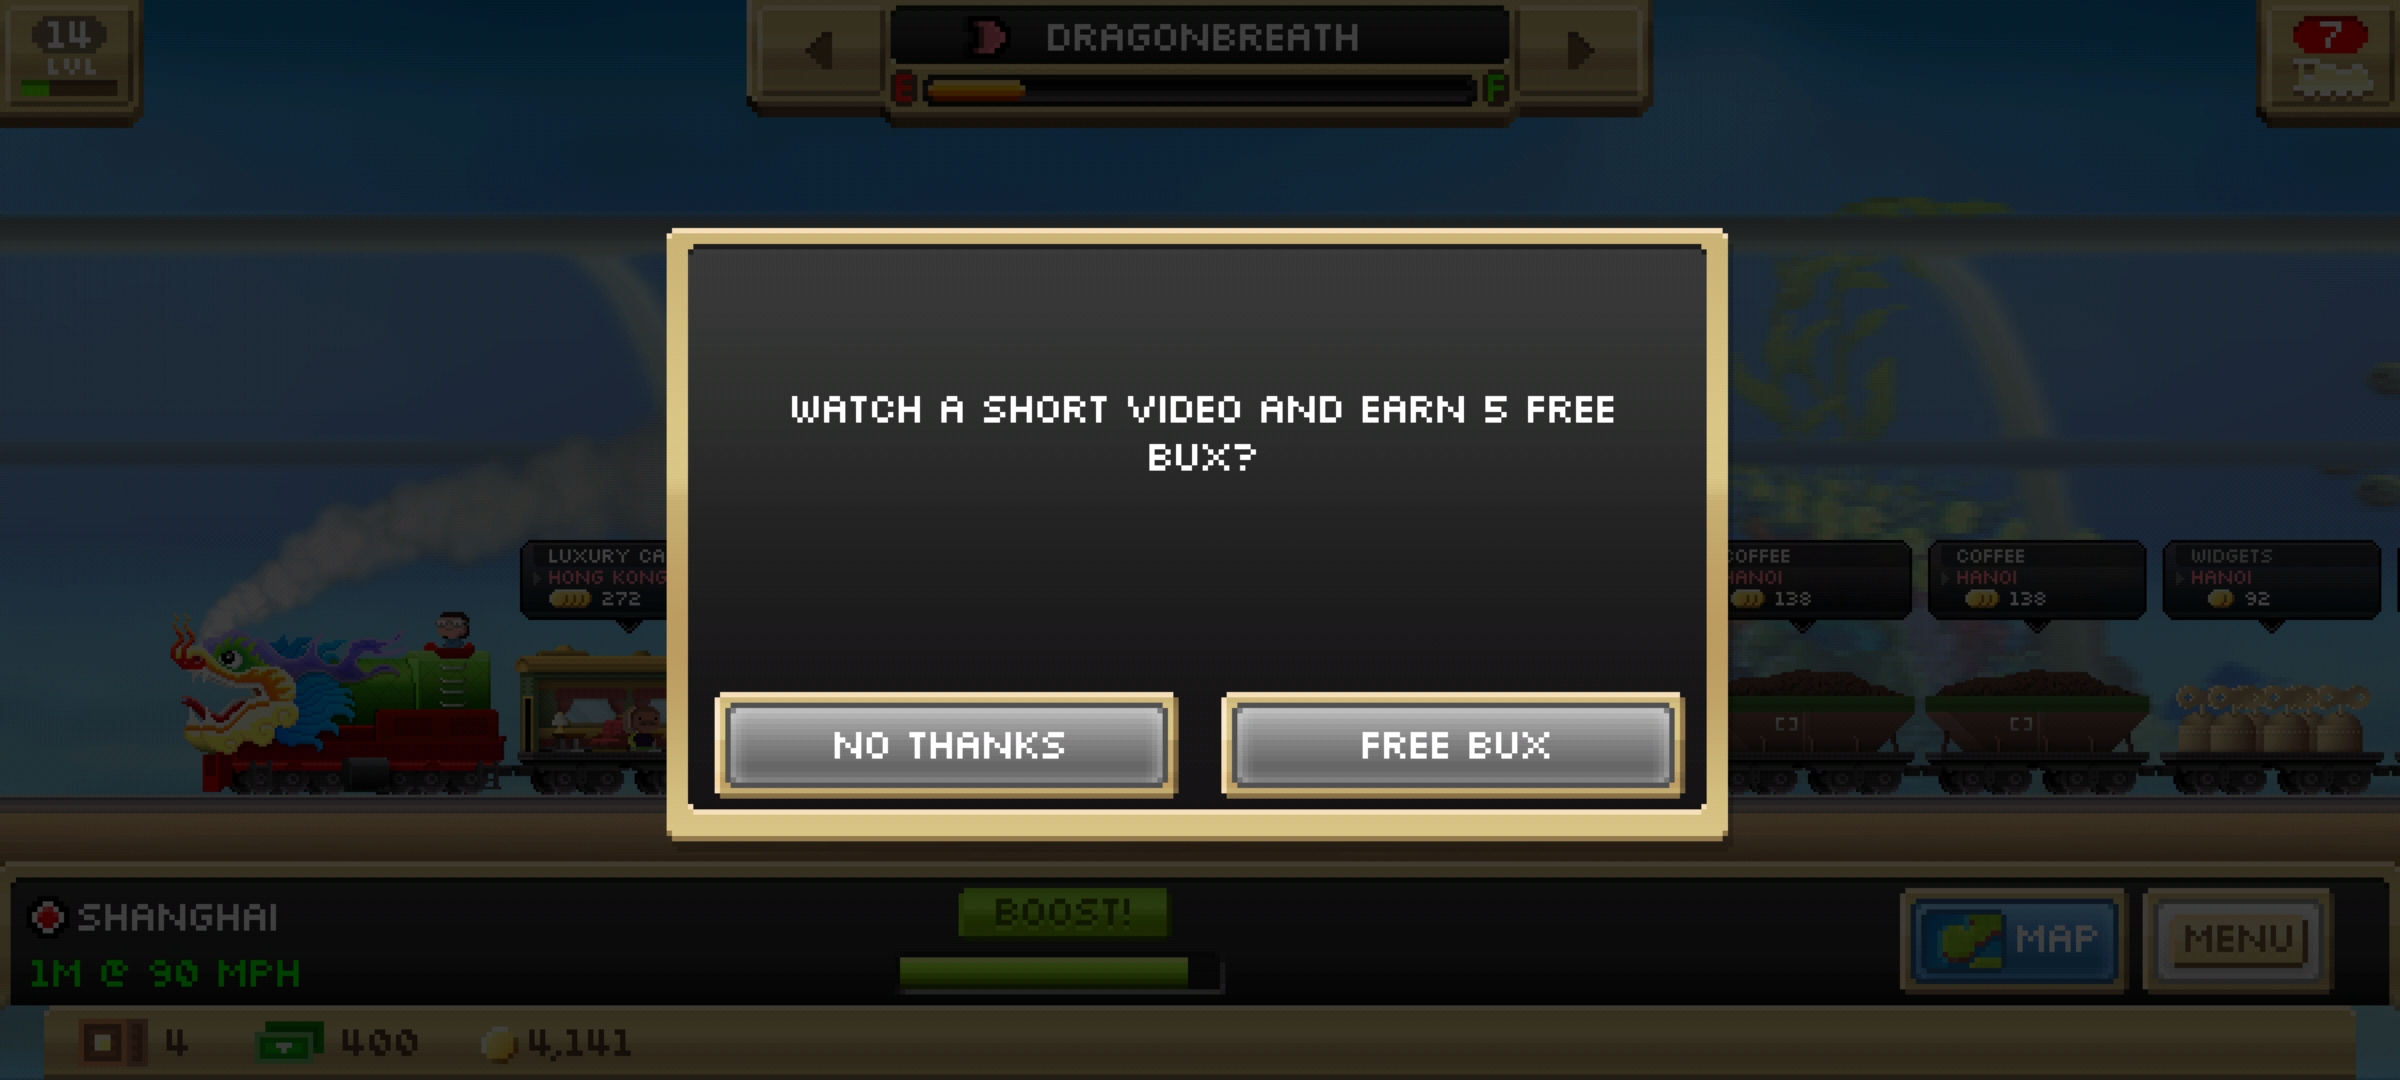 14
LVL
DRAGONBREATH
E
F
7
WATCH A SHORT VIDEO AND EARN 5 FREE
BUX?
NO THANKS
FREE BUX
LUXURY CA
HONG KONG
272
COFFEE
HANOI
138
COFFEE
HANOI
138
WIDGETS
HANOI
92
SHANGHAI
1M @ 90 MPH
BOOST!
MAP
MENU
4
400
4,141